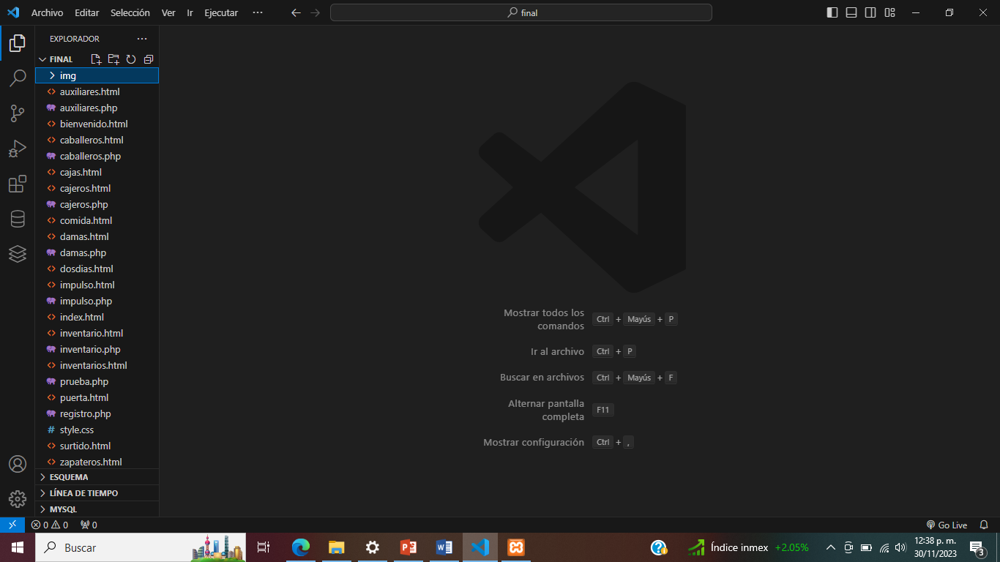 Archivo Editar Selección Ver Ir Ejecutar ··· final
EXPLORADOR ···
FINAL
img
auxiliares.html
auxiliares.php
bienvenido.html
caballeros.html
caballeros.php
cajas.html
cajeros.html
cajeros.php
comida.html
damas.html
damas.php
dosdias.html
impulso.html
impulso.php
index.html
inventario.html
inventario.php
inventarios.html
prueba.php
puerta.html
registro.php
style.css
surtido.html
zapateros.html
ESQUEMA
LÍNEA DE TIEMPO
MYSQL
Mostrar todos los
comandos Ctrl + Mayús + P
Ir al archivo Ctrl + P
Buscar en archivos Ctrl + Mayús + F
Alternar pantalla
completa F11
Mostrar configuración Ctrl + ,
0 0 0 Go Live
Buscar Índice inmex +2.05% 12:38 p. m.
30/11/2023 3